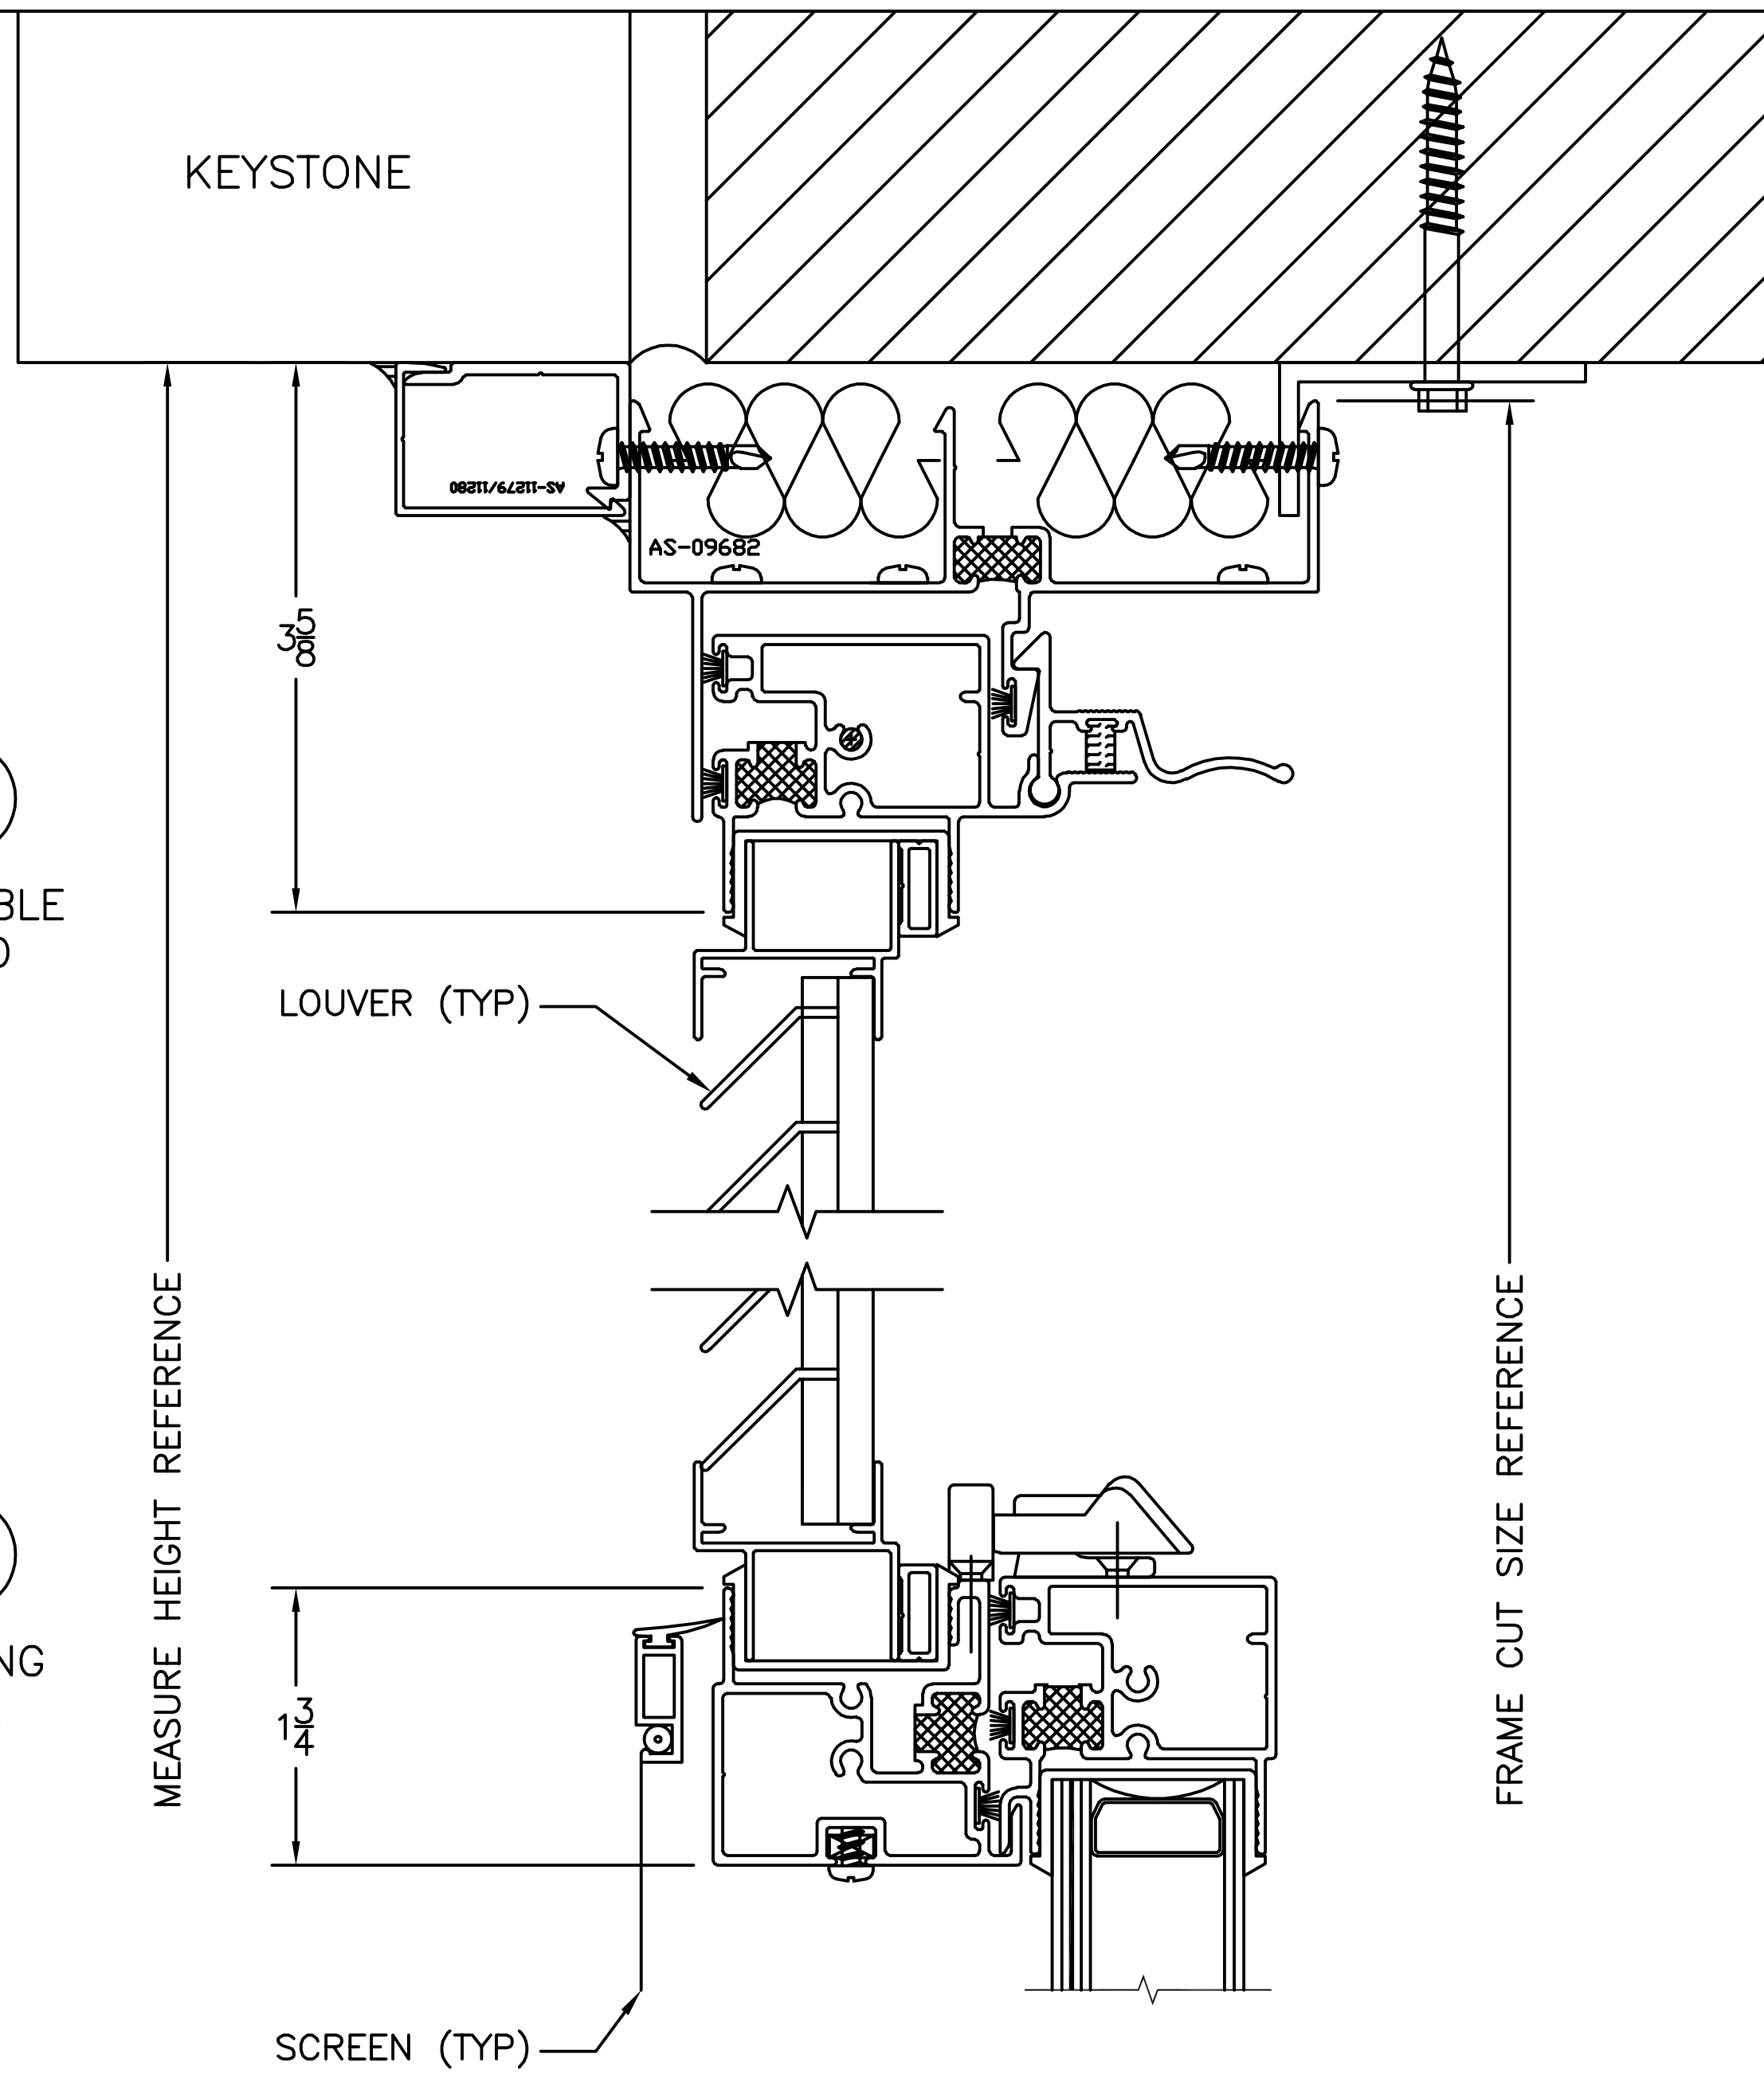 KEYSTONE
AS-11279/11280
AS-09682
3 5/8
BLE
LOUVER (TYP)
MEASURE HEIGHT REFERENCE
FRAME CUT SIZE REFERENCE
NG
1 3/4
SCREEN (TYP)